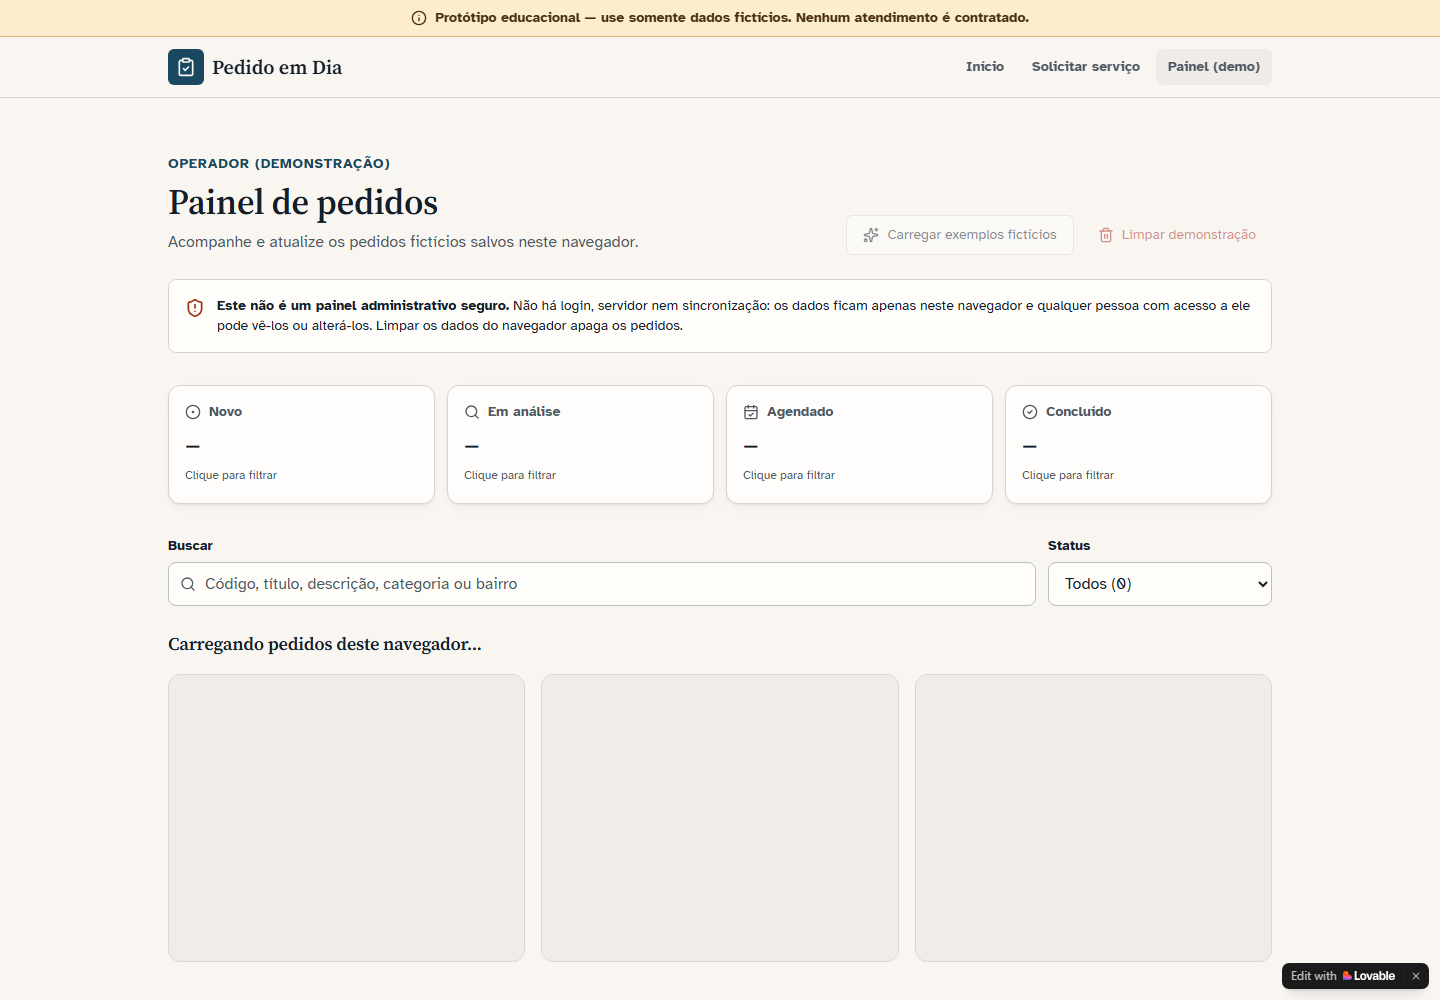 Protótipo educacional — use somente dados fictícios. Nenhum atendimento é contratado.
Pedido em Dia
Início
Solicitar serviço
Painel (demo)
OPERADOR (DEMONSTRAÇÃO)
Painel de pedidos
Acompanhe e atualize os pedidos fictícios salvos neste navegador.
Carregar exemplos fictícios
Limpar demonstração
Este não é um painel administrativo seguro. Não há login, servidor nem sincronização: os dados ficam apenas neste navegador e qualquer pessoa com acesso a ele
pode vê-los ou alterá-los. Limpar os dados do navegador apaga os pedidos.
Novo
—
Clique para filtrar
Em análise
—
Clique para filtrar
Agendado
—
Clique para filtrar
Concluído
—
Clique para filtrar
Buscar
Código, título, descrição, categoria ou bairro
Status
Todos (0)
Carregando pedidos deste navegador...
Edit with Lovable